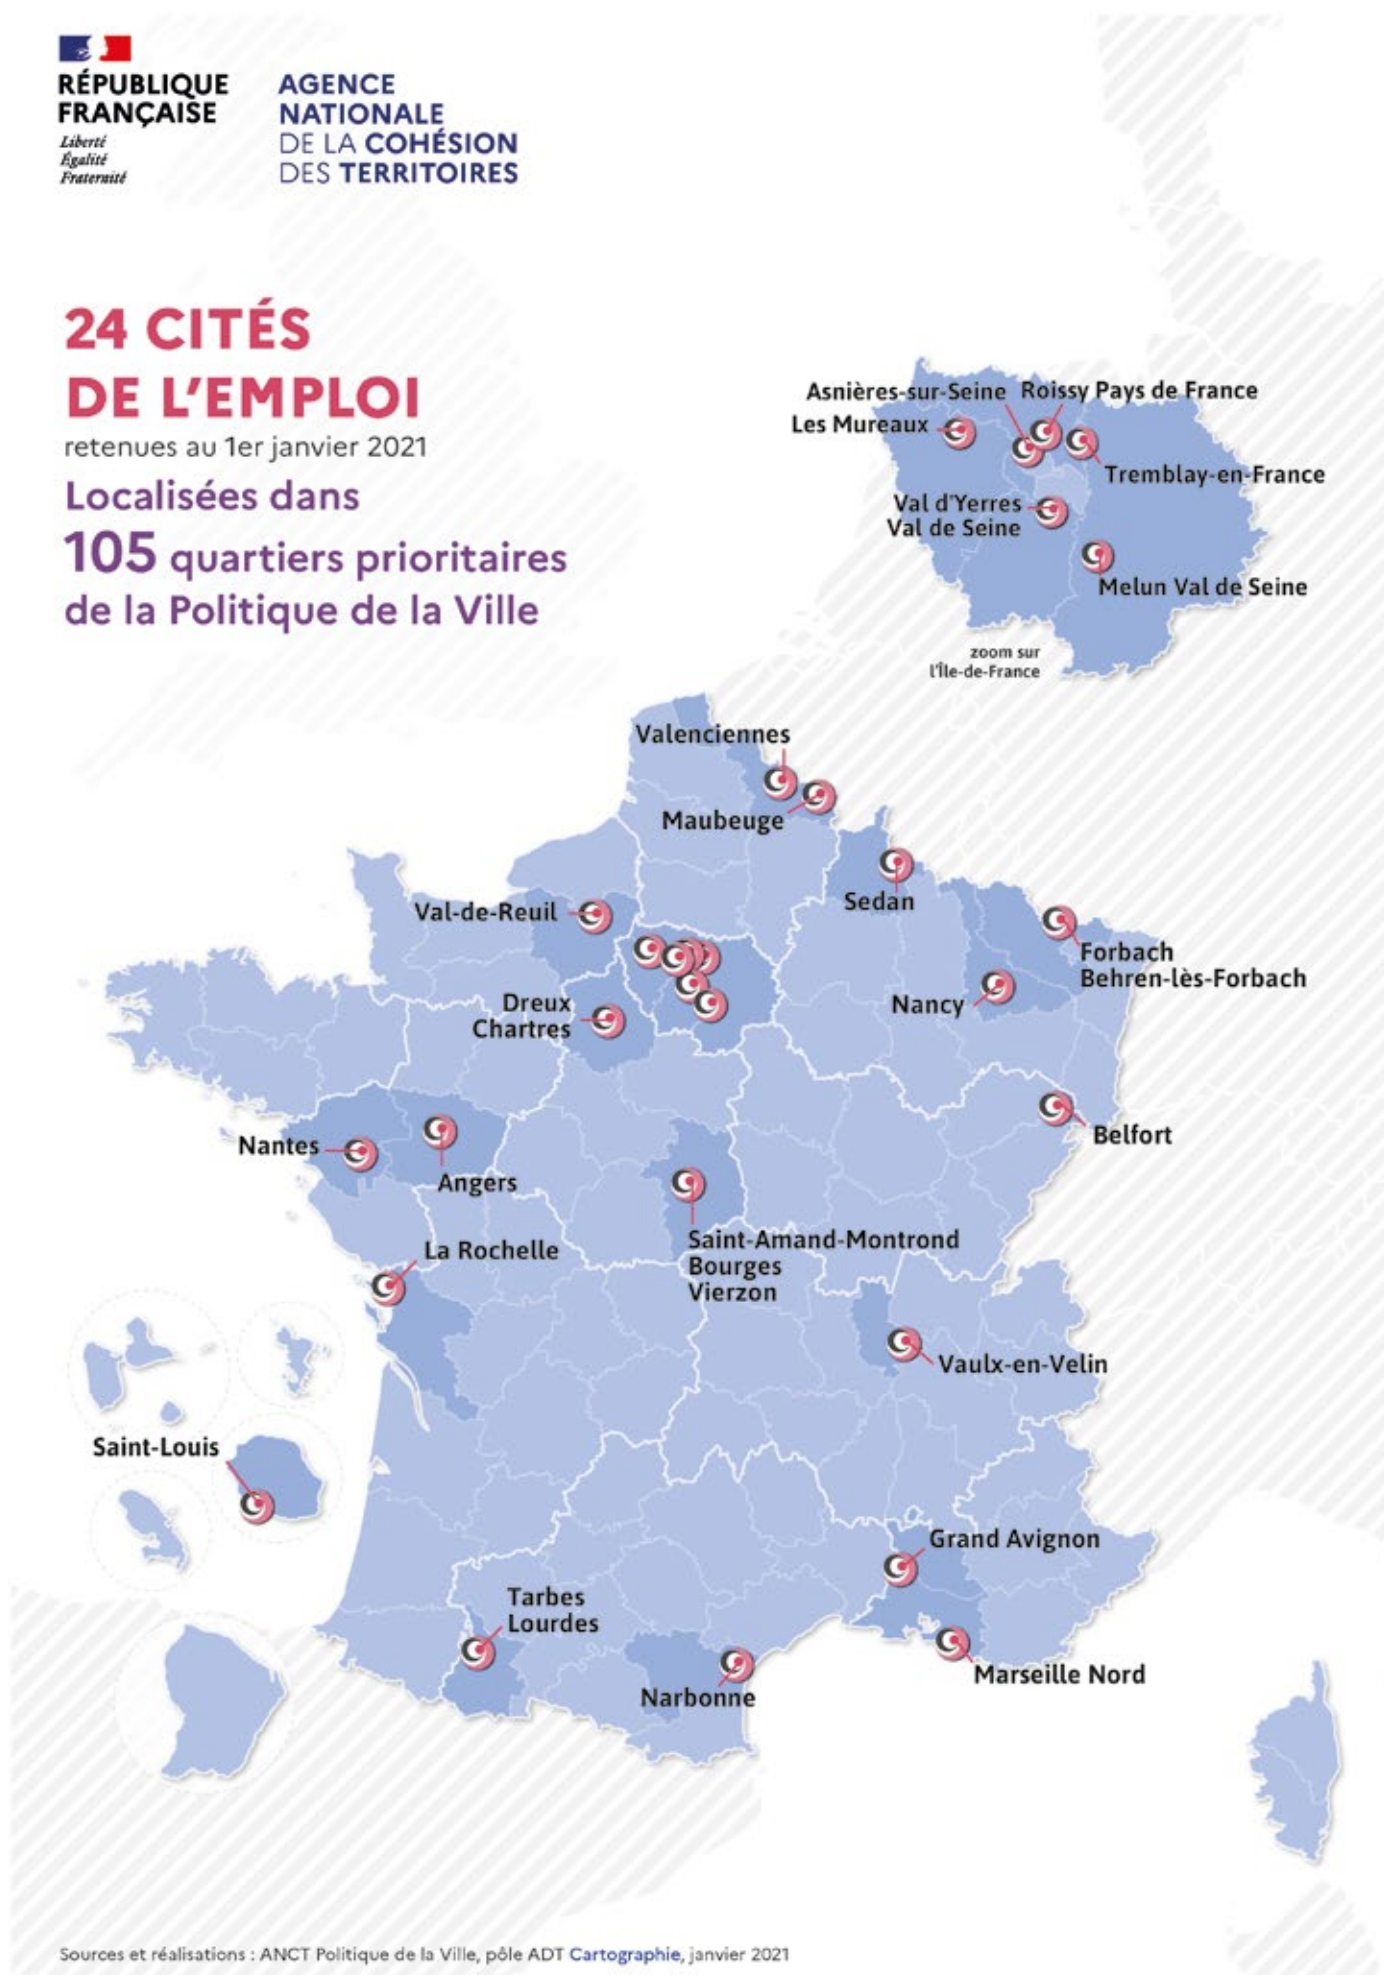 RÉPUBLIQUE
FRANÇAISE
Liberté
Égalité
Fraternité
AGENCE
NATIONALE
DE LA COHÉSION
DES TERRITOIRES
24 CITÉS
DE L'EMPLOI
retenues au 1er janvier 2021
Localisées dans
105 quartiers prioritaires
de la Politique de la Ville
Asnières-sur-Seine
Roissy Pays de France
Les Mureaux
Tremblay-en-France
Val d'Yerres
Val de Seine
Melun Val de Seine
zoom sur
l'Île-de-France
Valenciennes
Maubeuge
Sedan
Val-de-Reuil
Forbach
Behren-lès-Forbach
Nancy
Dreux
Chartres
Belfort
Nantes
Angers
Saint-Amand-Montrond
Bourges
Vierzon
La Rochelle
Vaulx-en-Velin
Saint-Louis
Grand Avignon
Tarbes
Lourdes
Marseille Nord
Narbonne
Sources et réalisations : ANCT Politique de la Ville, pôle ADT Cartographie, janvier 2021